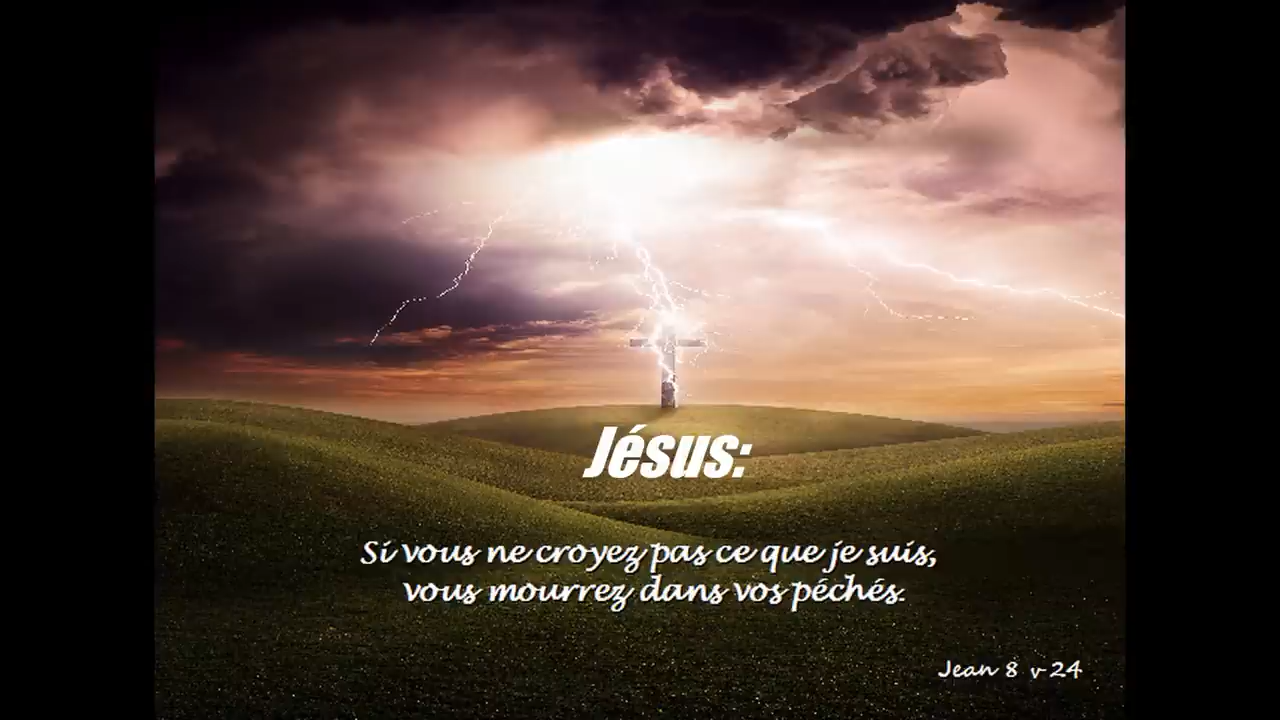 Jésus:
Si vous ne croyez pas ce que je suis,
vous mourrez dans vos péchés.
Jean 8 v 24